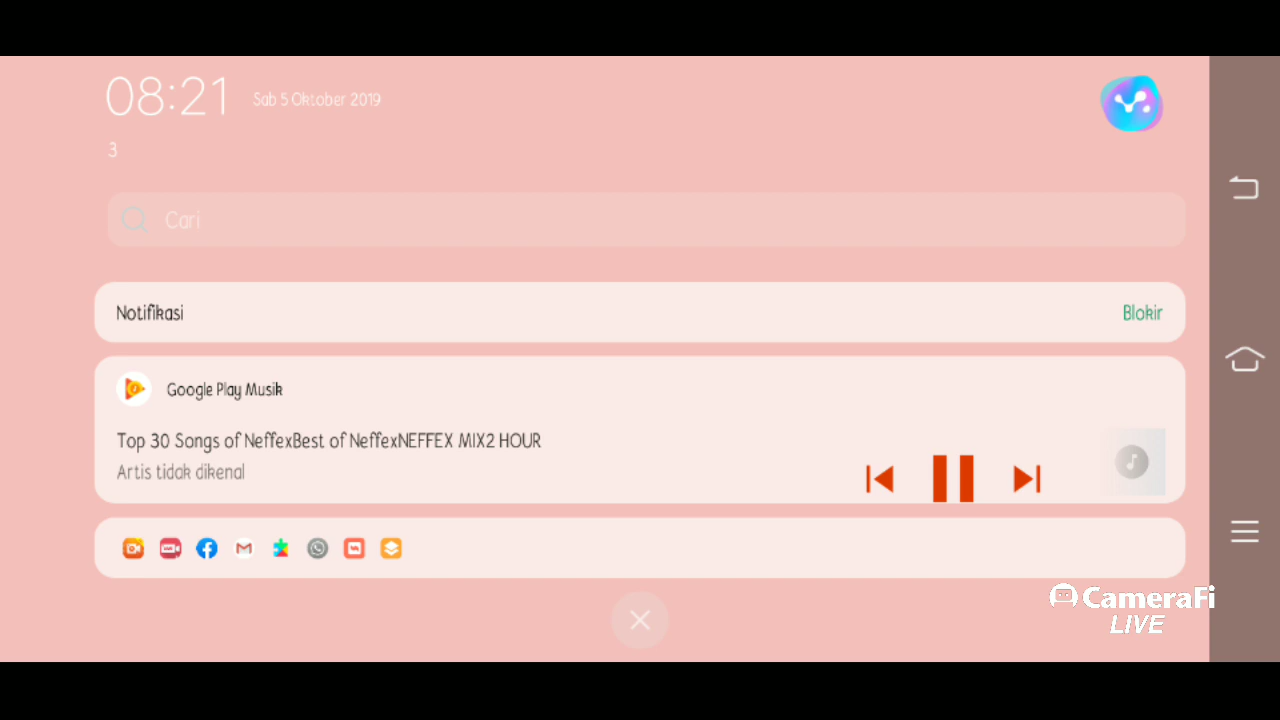 08:21 Sab 5 Oktober 2019
3
Cari
Notifikasi Blokir
Google Play Musik
Top 30 Songs of NeffexBest of NeffexNEFFEX MIX2 HOUR
Artis tidak dikenal
CameraFi
LIVE